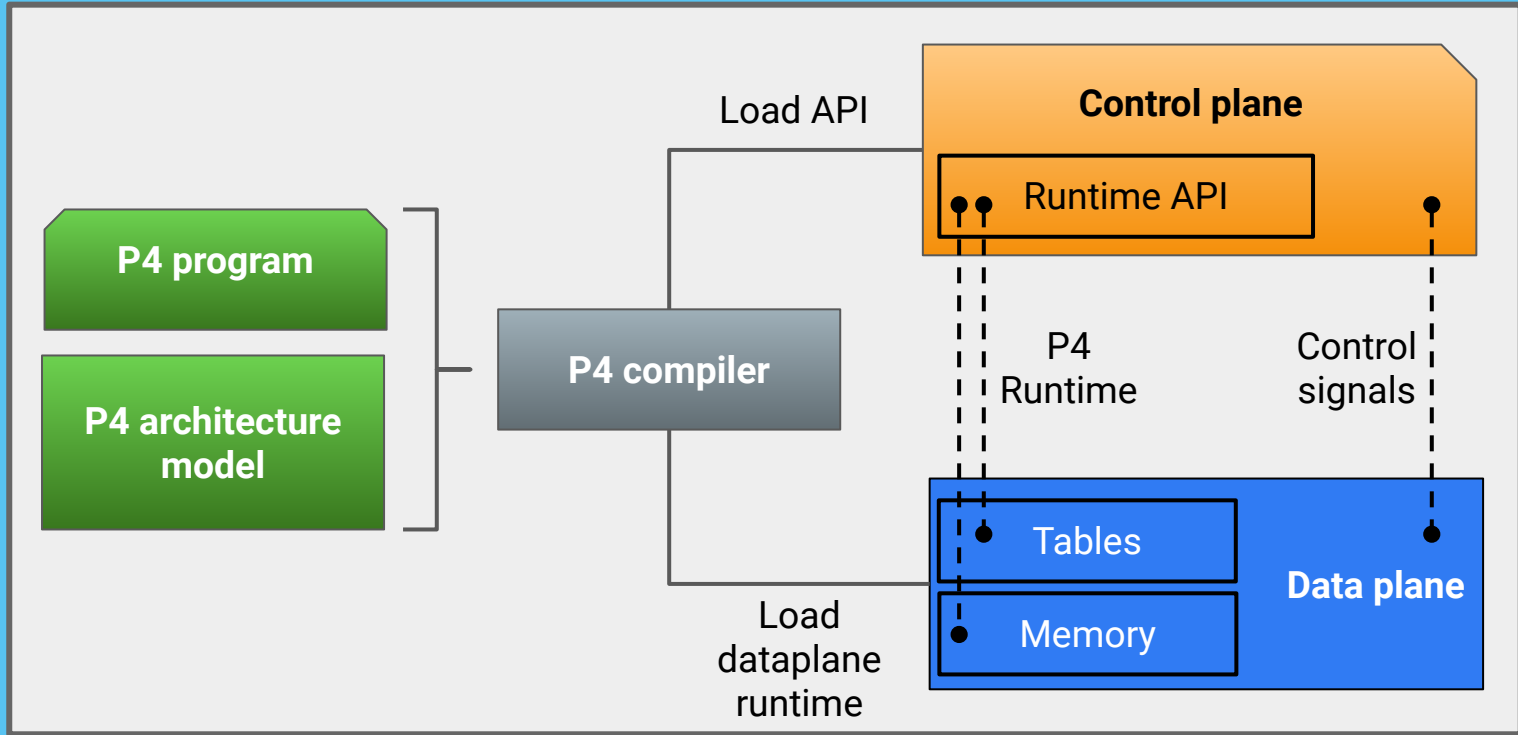 Load API
Control plane
Runtime API
P4 program
P4 architecture
model
P4 compiler
P4
Runtime
Control
signals
Tables
Memory
Data plane
Load
dataplane
runtime